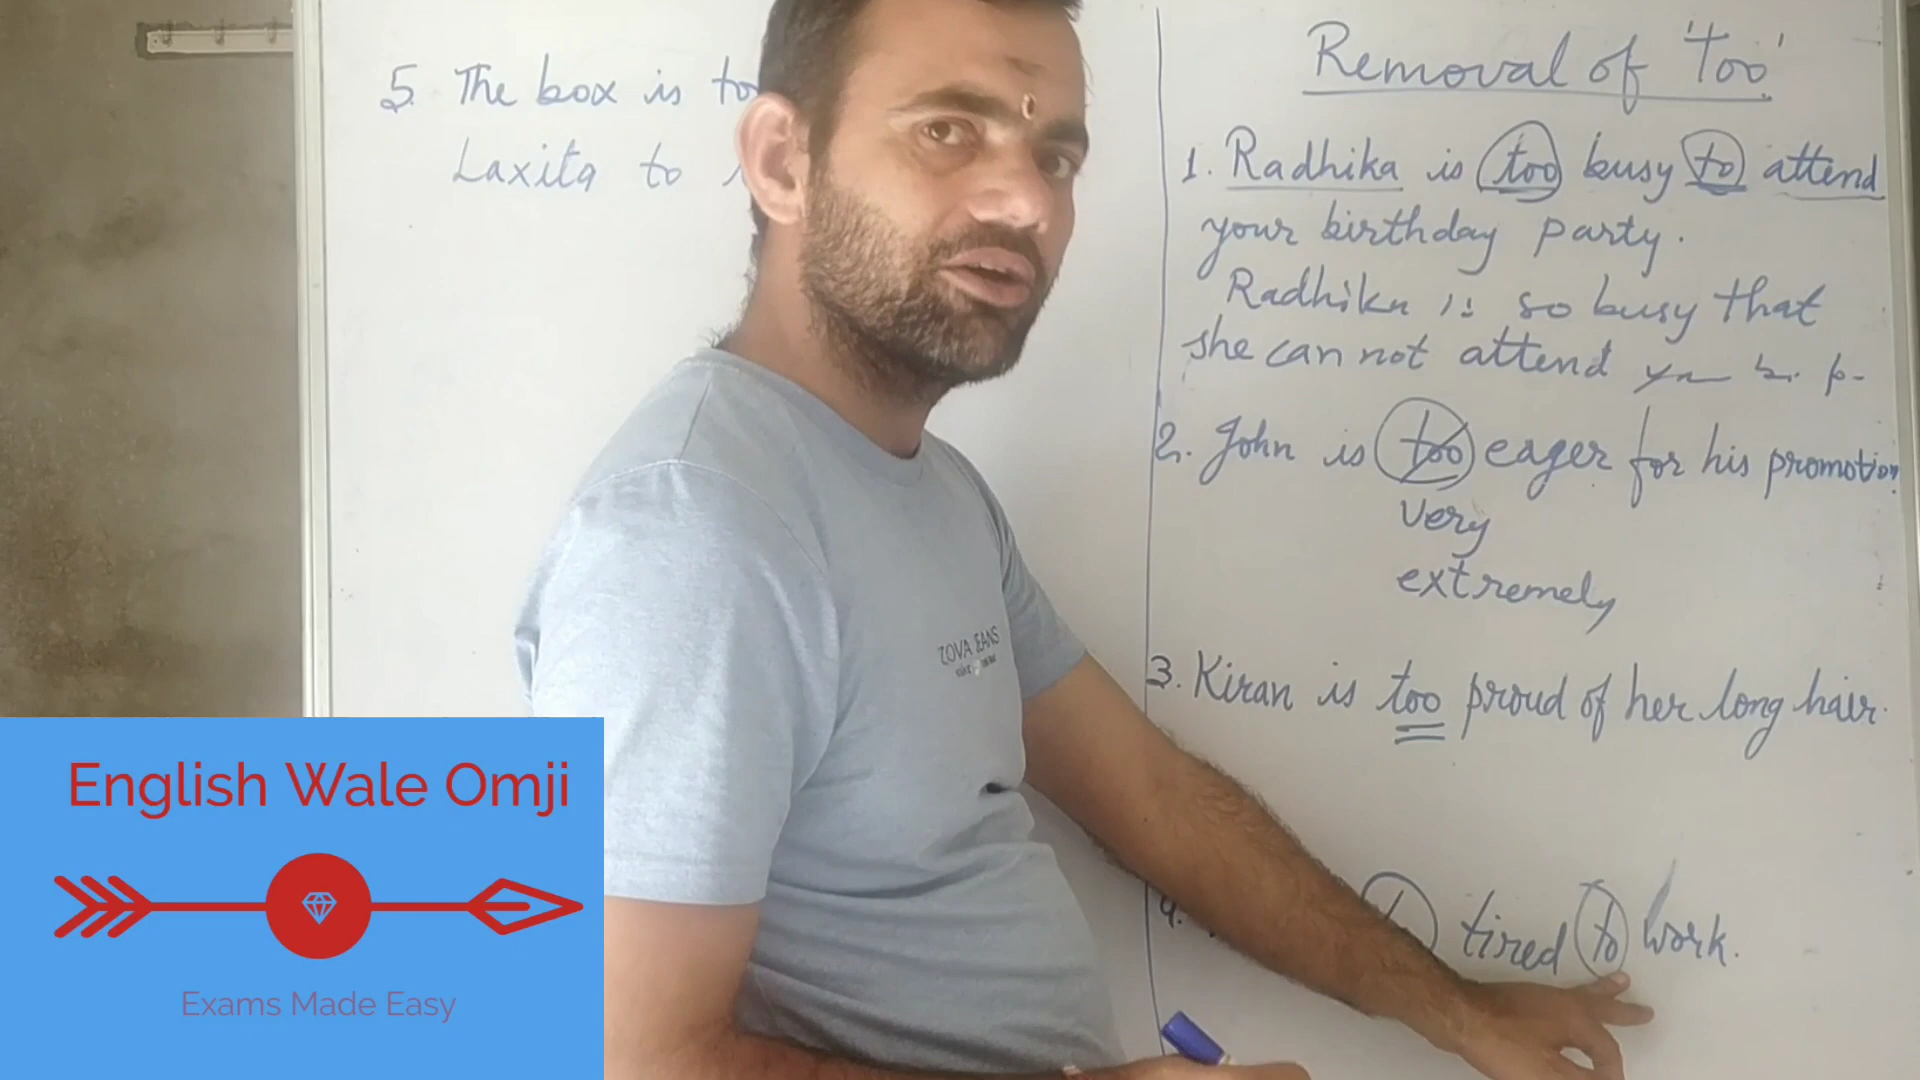 5. The box is too
Laxita to
Removal of 'Too'
1. Radhika is too busy to attend
your birthday party.
Radhika is so busy that
she can not attend
2. John is too eager for his promotion
very
extremely
3. Kiran is too proud of her long hair.
4. tired to work.
ZOVA JEANS
English Wale Omji
Exams Made Easy